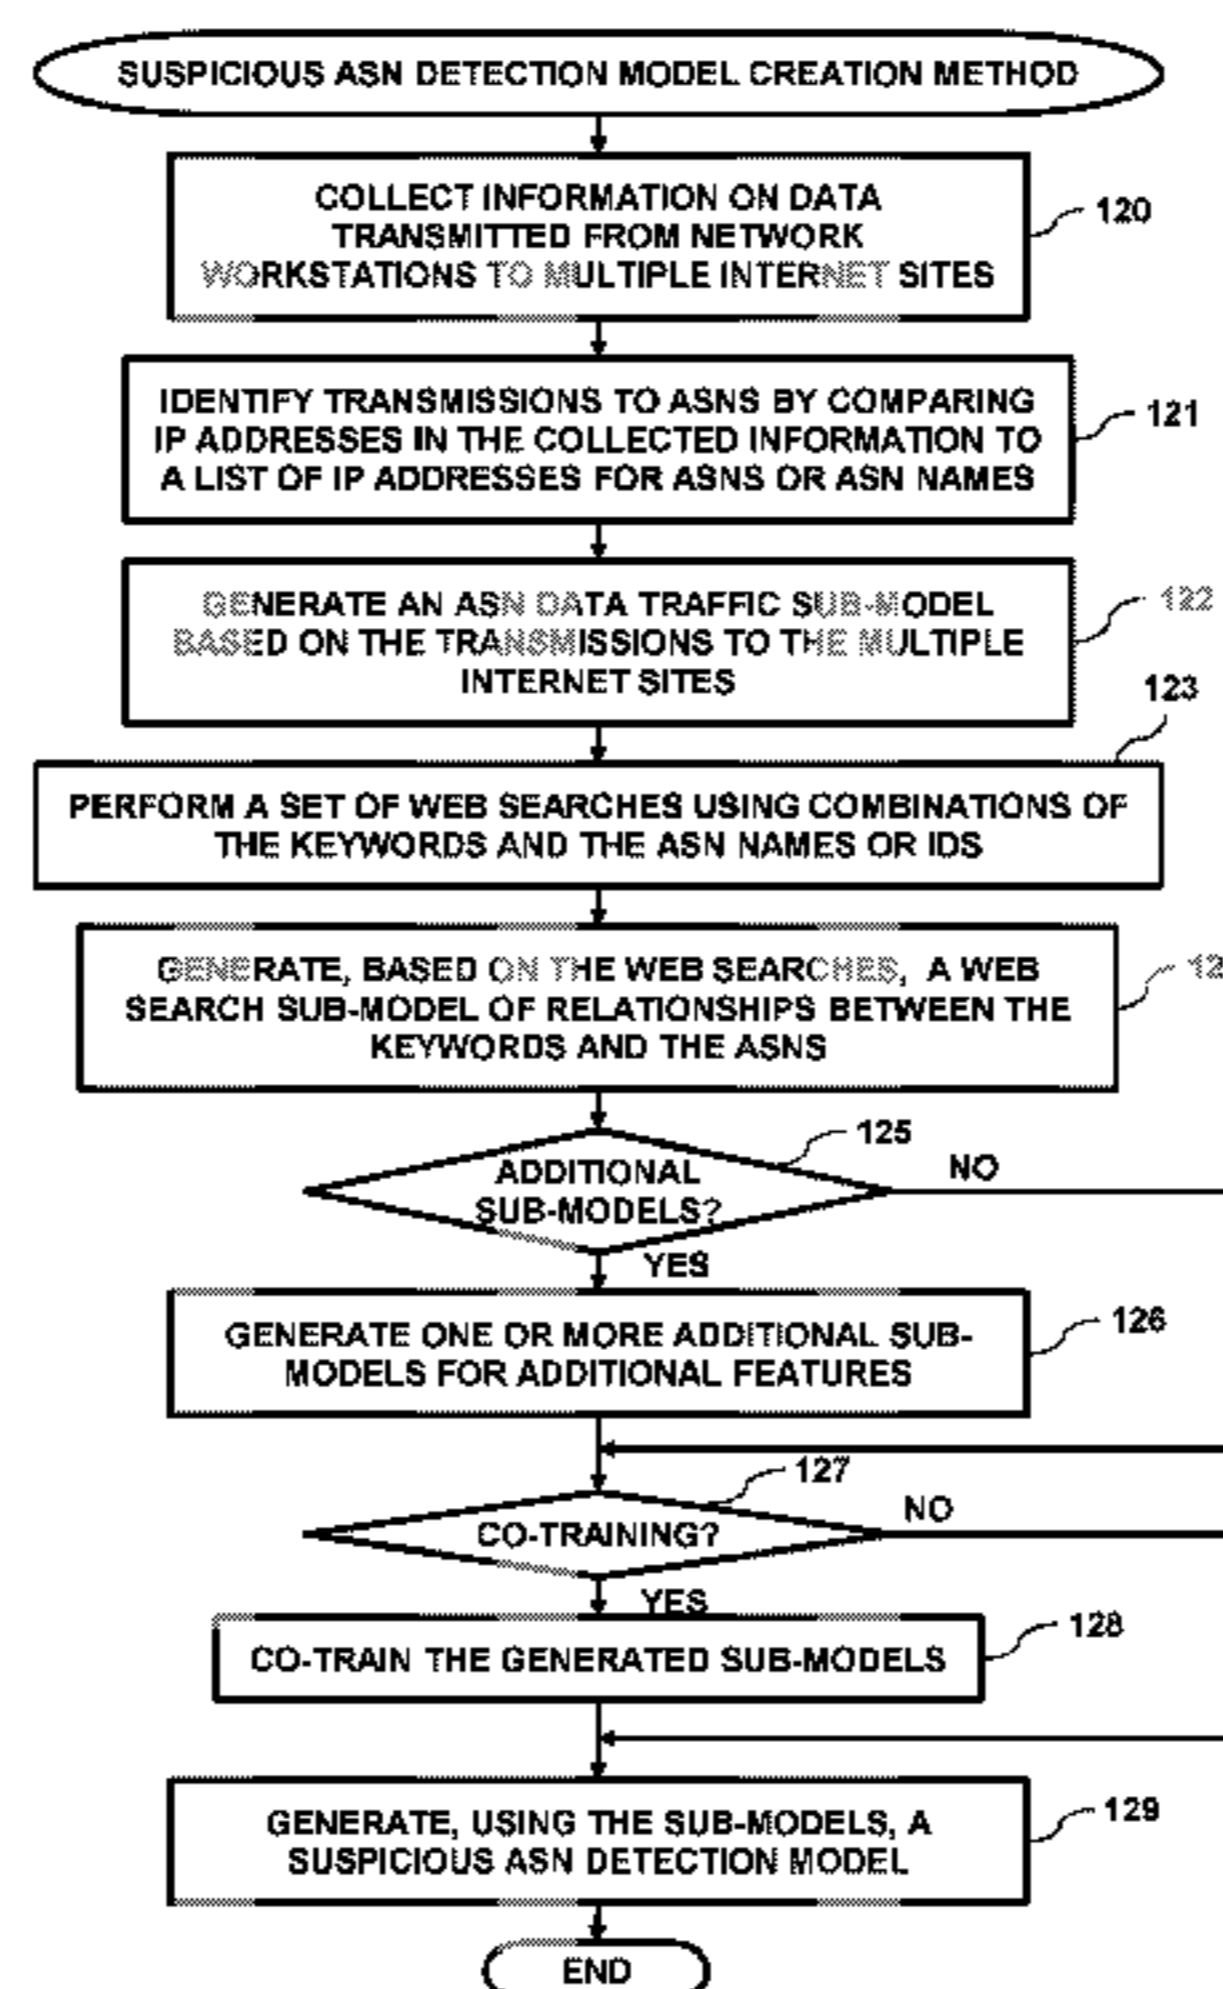 SUSPICIOUS ASN DETECTION MODEL CREATION METHOD
COLLECT INFORMATION ON DATA
TRANSMITTED FROM NETWORK
WORKSTATIONS TO MULTIPLE INTERNET SITES
120
IDENTIFY TRANSMISSIONS TO ASNS BY COMPARING
IP ADDRESSES IN THE COLLECTED INFORMATION TO
A LIST OF IP ADDRESSES FOR ASNS OR ASN NAMES
121
GENERATE AN ASN DATA TRAFFIC SUB-MODEL
BASED ON THE TRANSMISSIONS TO THE MULTIPLE
INTERNET SITES
122
123
PERFORM A SET OF WEB SEARCHES USING COMBINATIONS OF
THE KEYWORDS AND THE ASN NAMES OR IDS
GENERATE, BASED ON THE WEB SEARCHES, A WEB
SEARCH SUB-MODEL OF RELATIONSHIPS BETWEEN THE
KEYWORDS AND THE ASNS
125
ADDITIONAL
SUB-MODELS?
NO
YES
GENERATE ONE OR MORE ADDITIONAL SUB-
MODELS FOR ADDITIONAL FEATURES
126
127
CO-TRAINING?
NO
YES
CO-TRAIN THE GENERATED SUB-MODELS
128
GENERATE, USING THE SUB-MODELS, A
SUSPICIOUS ASN DETECTION MODEL
129
END